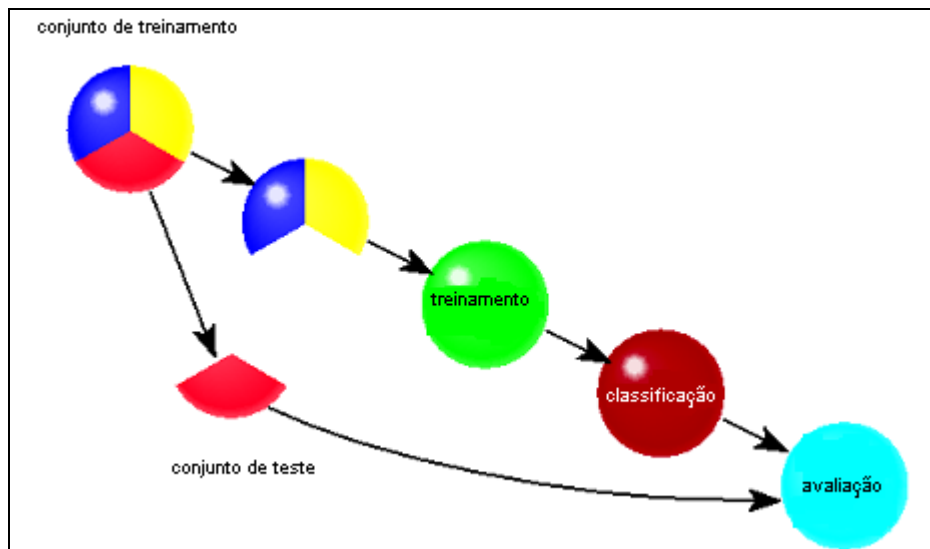 conjunto de treinamento
treinamento
classificação
conjunto de teste
avaliação